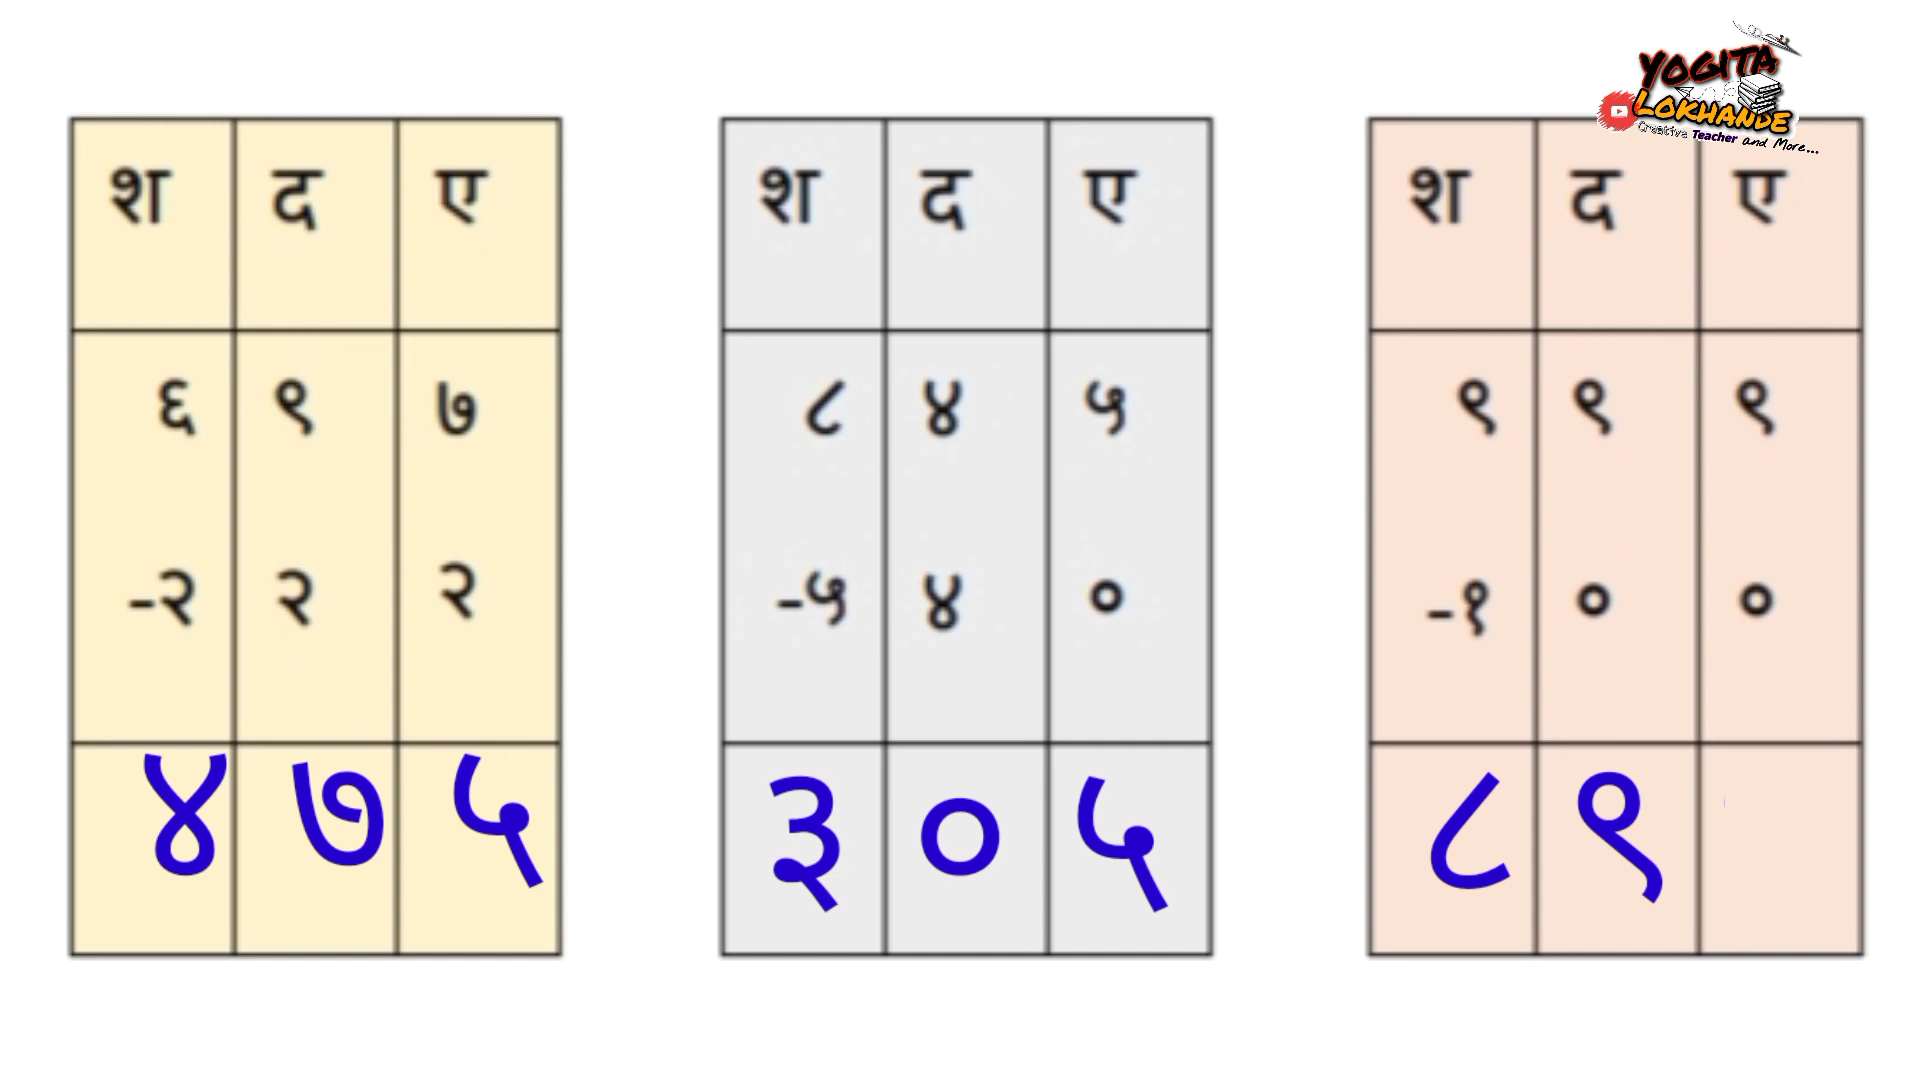 YOGITA
LOKHANDE
Creative Teacher and More...
श द ए
६ ९ ७
-२ २ २
४ ७ ५
श द ए
८ ४ ५
-५ ४ ०
३ ० ५
श द ए
९ ९ ९
-१ ० ०
८ ९